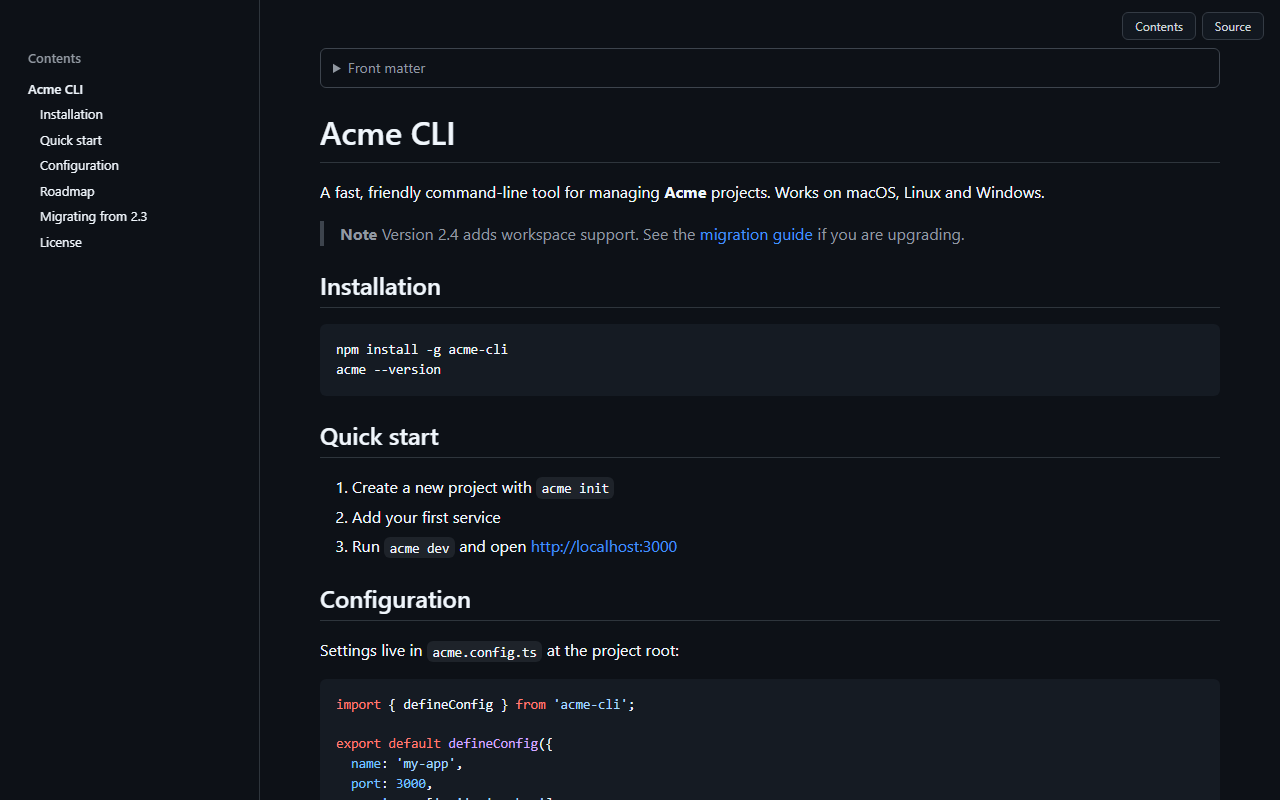 Contents
Source
Contents
Acme CLI
Installation
Quick start
Configuration
Roadmap
Migrating from 2.3
License
Front matter
Acme CLI
A fast, friendly command-line tool for managing Acme projects. Works on macOS, Linux and Windows.
Note Version 2.4 adds workspace support. See the migration guide if you are upgrading.
Installation
npm install -g acme-cli
acme --version
Quick start
1. Create a new project with acme init
2. Add your first service
3. Run acme dev and open http://localhost:3000
Configuration
Settings live in acme.config.ts at the project root:
import { defineConfig } from 'acme-cli';
export default defineConfig({
name: 'my-app',
port: 3000,